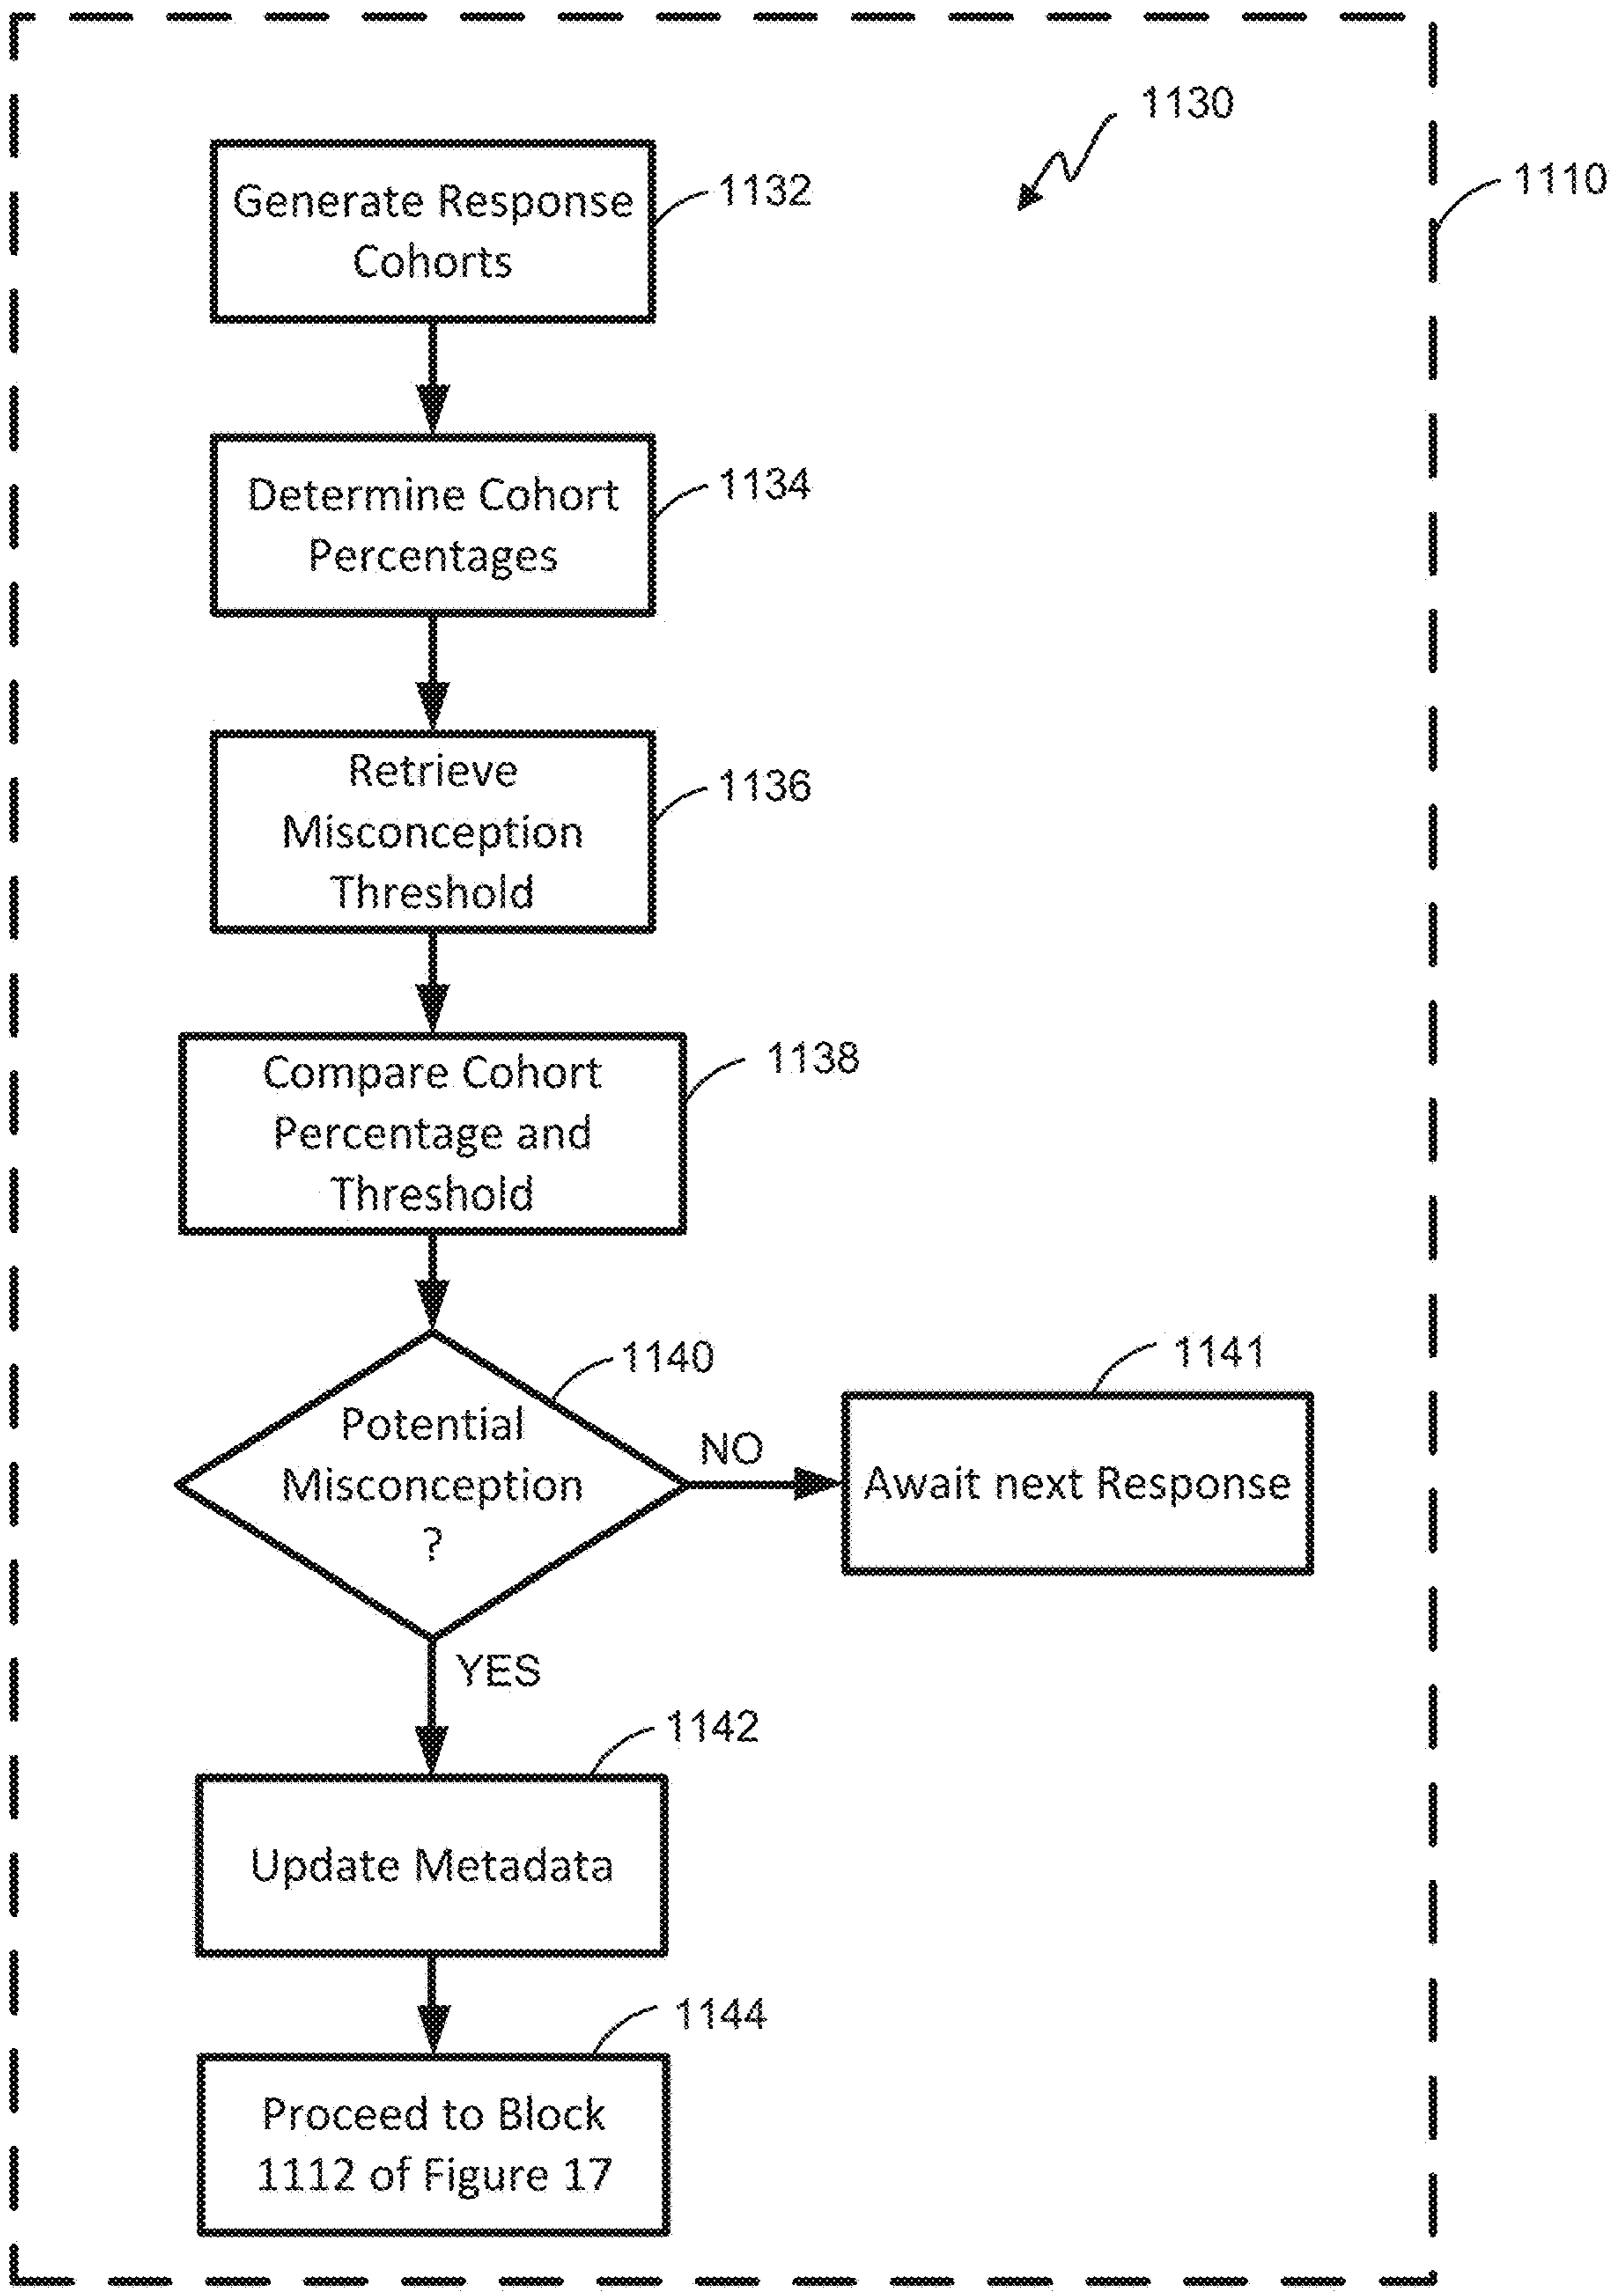 1130
1110
Generate Response
Cohorts
1132
Determine Cohort
Percentages
1134
Retrieve
Misconception
Threshold
1136
Compare Cohort
Percentage and
Threshold
1138
Potential
Misconception
?
1140
NO
1141
Await next Response
YES
1142
Update Metadata
1144
Proceed to Block
1112 of Figure 17